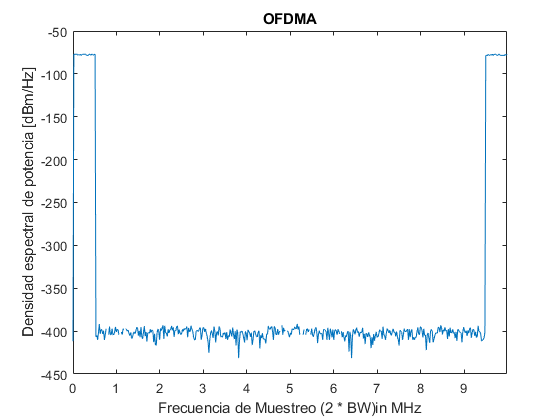 OFDMA
Densidad espectral de potencia [dBm/Hz]
-50
-100
-150
-200
-250
-300
-350
-400
-450
0 1 2 3 4 5 6 7 8 9
Frecuencia de Muestreo (2 * BW)in MHz